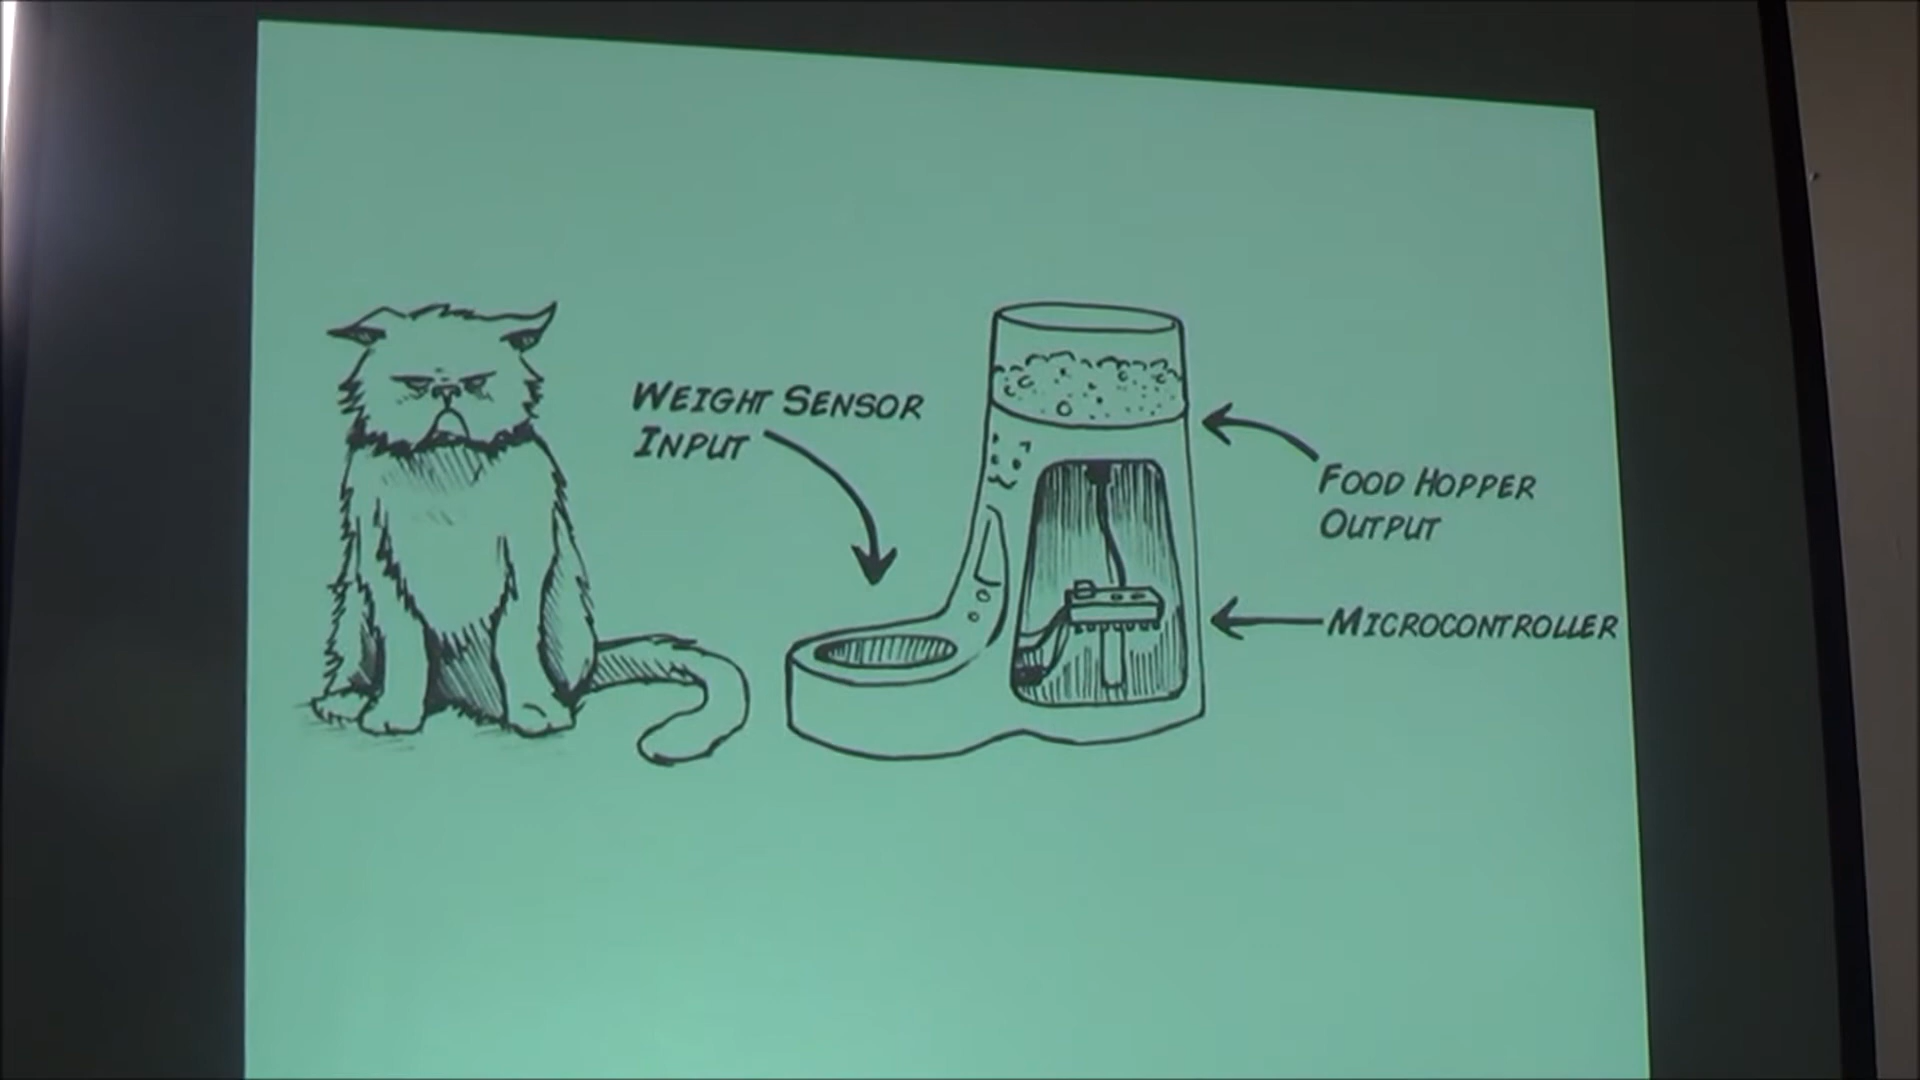 WEIGHT SENSOR
INPUT
FOOD HOPPER
OUTPUT
MICROCONTROLLER